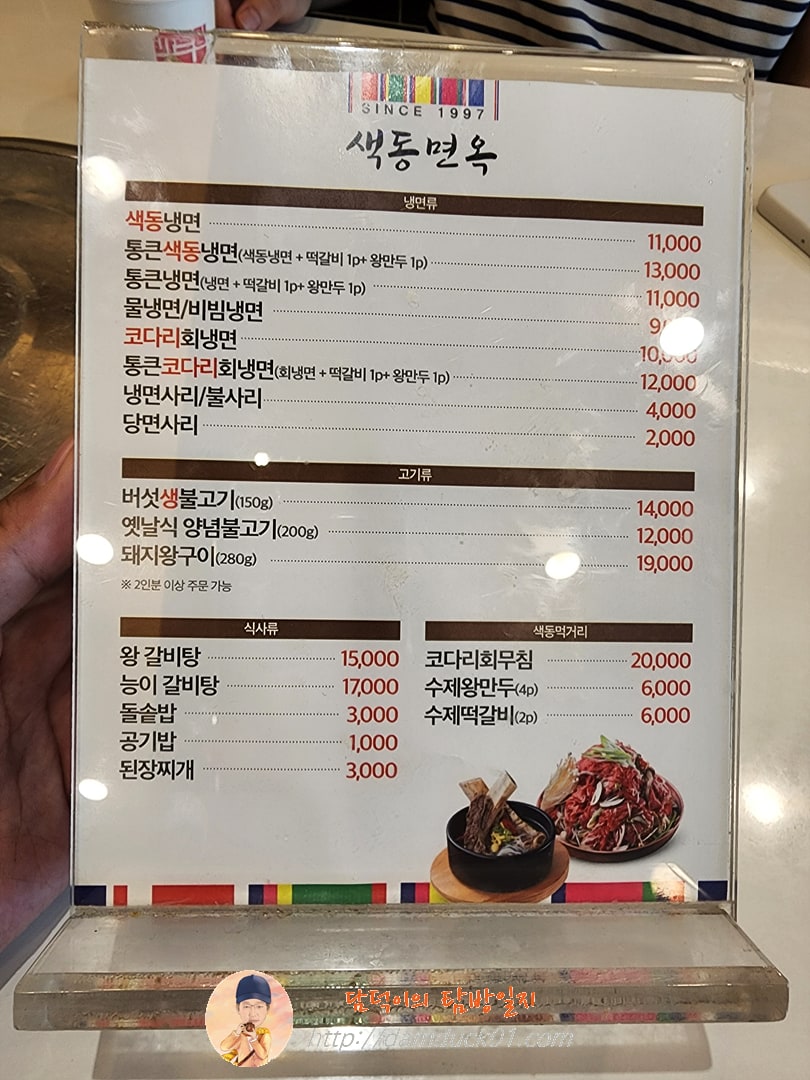 SINCE 1997
색동면옥
냉면류
색동냉면 11,000
통큰색동냉면(색동냉면 + 떡갈비 1p+ 왕만두 1p) 13,000
통큰냉면(냉면 + 떡갈비 1p+ 왕만두 1p) 11,000
물냉면/비빔냉면
코다리회냉면
통큰코다리회냉면(회냉면 + 떡갈비 1p+ 왕만두 1p) 12,000
냉면사리/불사리 4,000
당면사리 2,000
고기류
버섯생불고기(150g) 14,000
옛날식 양념불고기(200g) 12,000
돼지왕구이(280g) 19,000
※ 2인분 이상 주문 가능
식사류
왕 갈비탕 15,000
능이 갈비탕 17,000
돌솥밥 3,000
공기밥 1,000
된장찌개 3,000
색동먹거리
코다리회무침 20,000
수제왕만두(4p) 6,000
수제떡갈비(2p) 6,000
담덕이의 탐방일지
http://damduck01.com